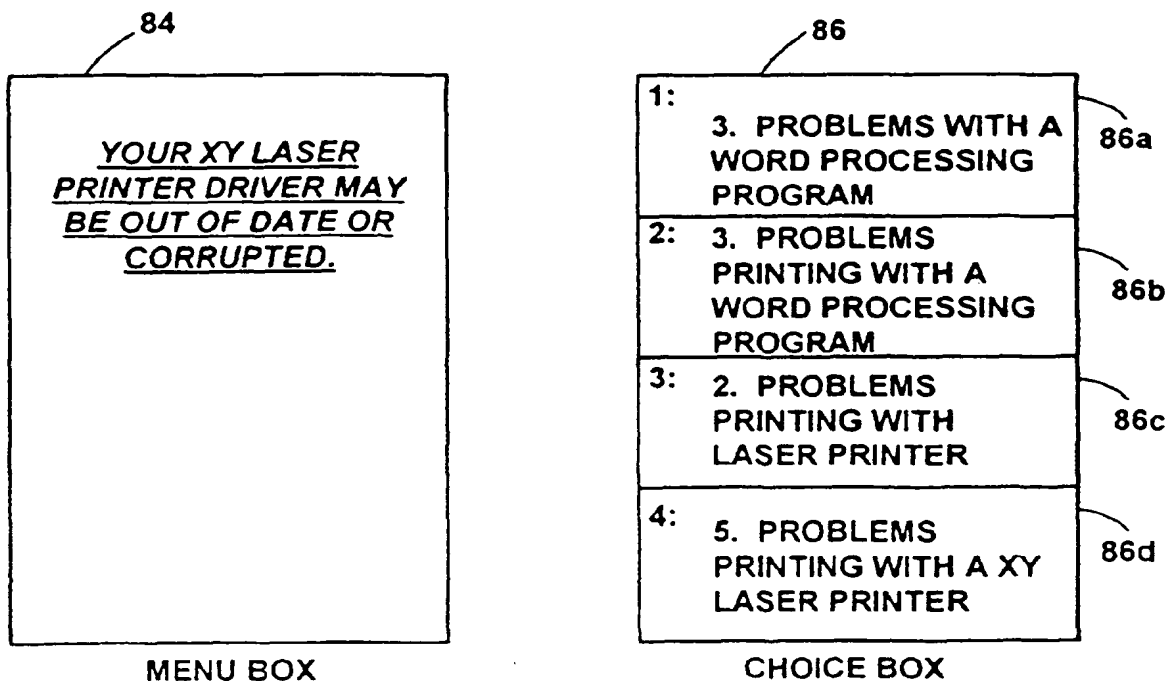 84
YOUR XY LASER
PRINTER DRIVER MAY
BE OUT OF DATE OR
CORRUPTED.
MENU BOX
86
1:
3. PROBLEMS WITH A
WORD PROCESSING
PROGRAM
86a
2: 3. PROBLEMS
PRINTING WITH A
WORD PROCESSING
PROGRAM
86b
3: 2. PROBLEMS
PRINTING WITH
LASER PRINTER
86c
4:
5. PROBLEMS
PRINTING WITH A XY
LASER PRINTER
86d
CHOICE BOX